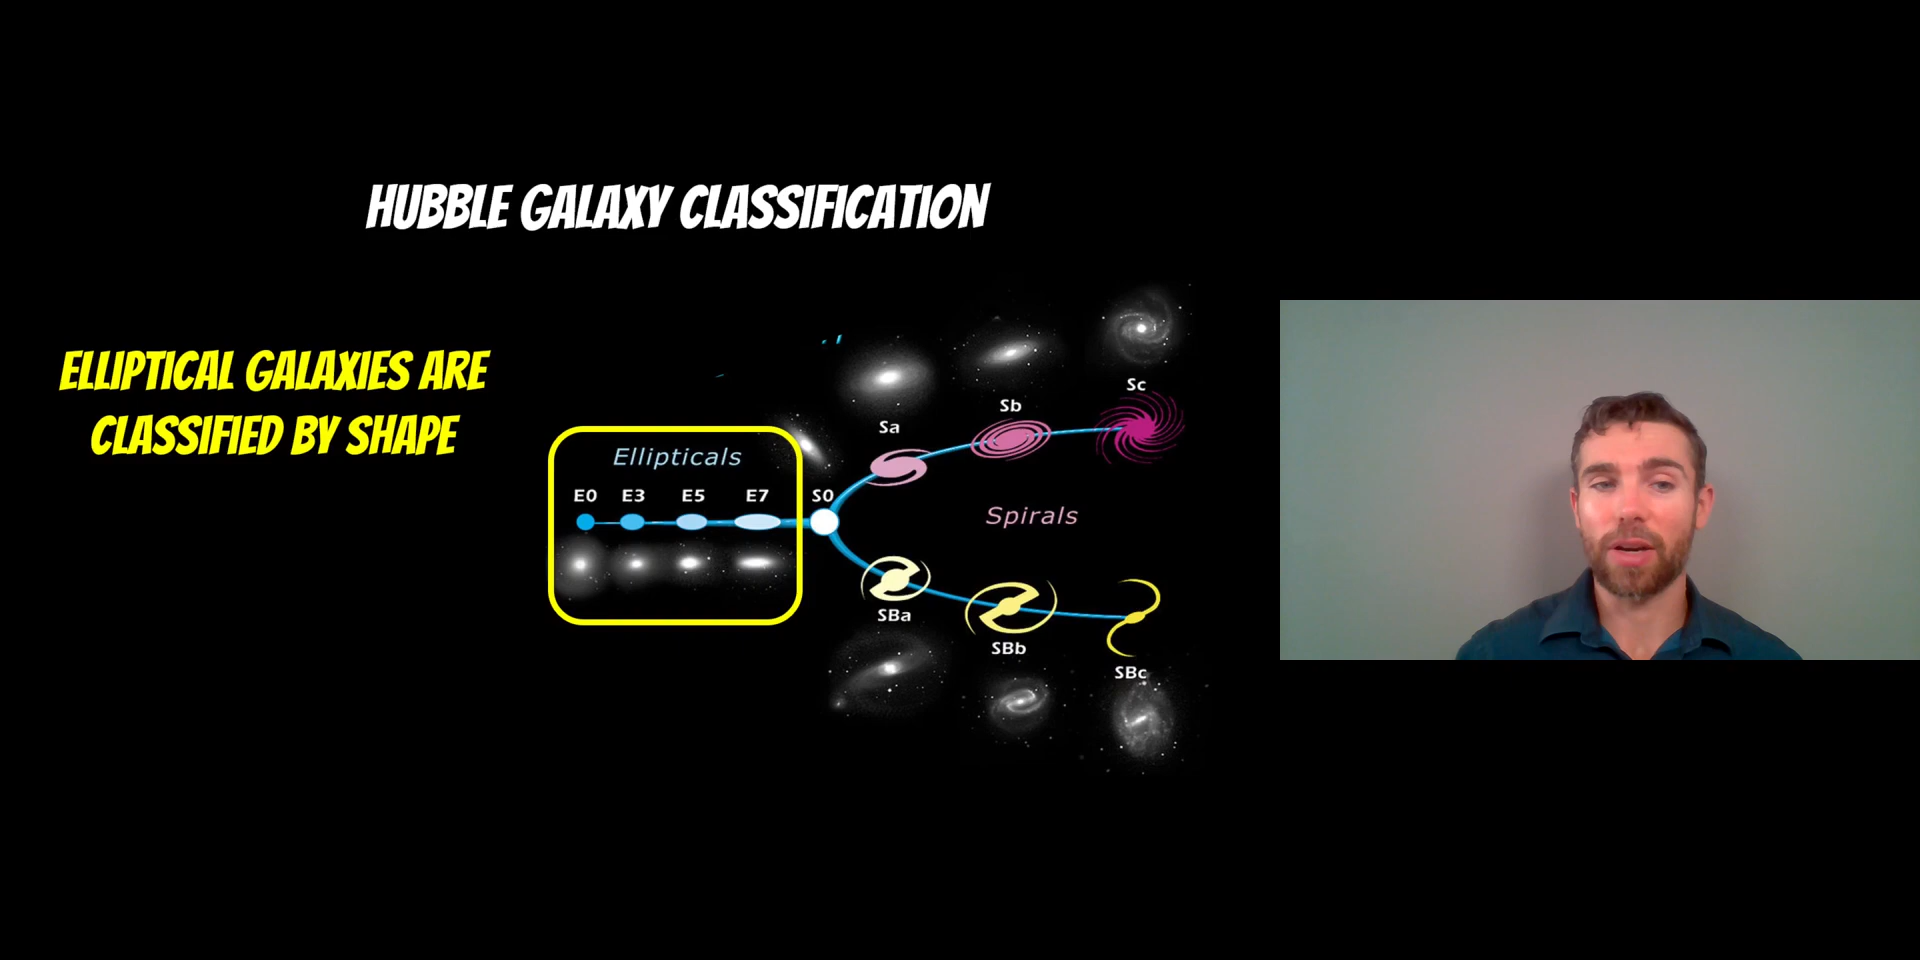 HUBBLE GALAXY CLASSIFICATION
ELLIPTICAL GALAXIES ARE
CLASSIFIED BY SHAPE
Ellipticals
E0 E3 E5 E7 S0
Sa
Sb
Sc
Spirals
SBa
SBb
SBc